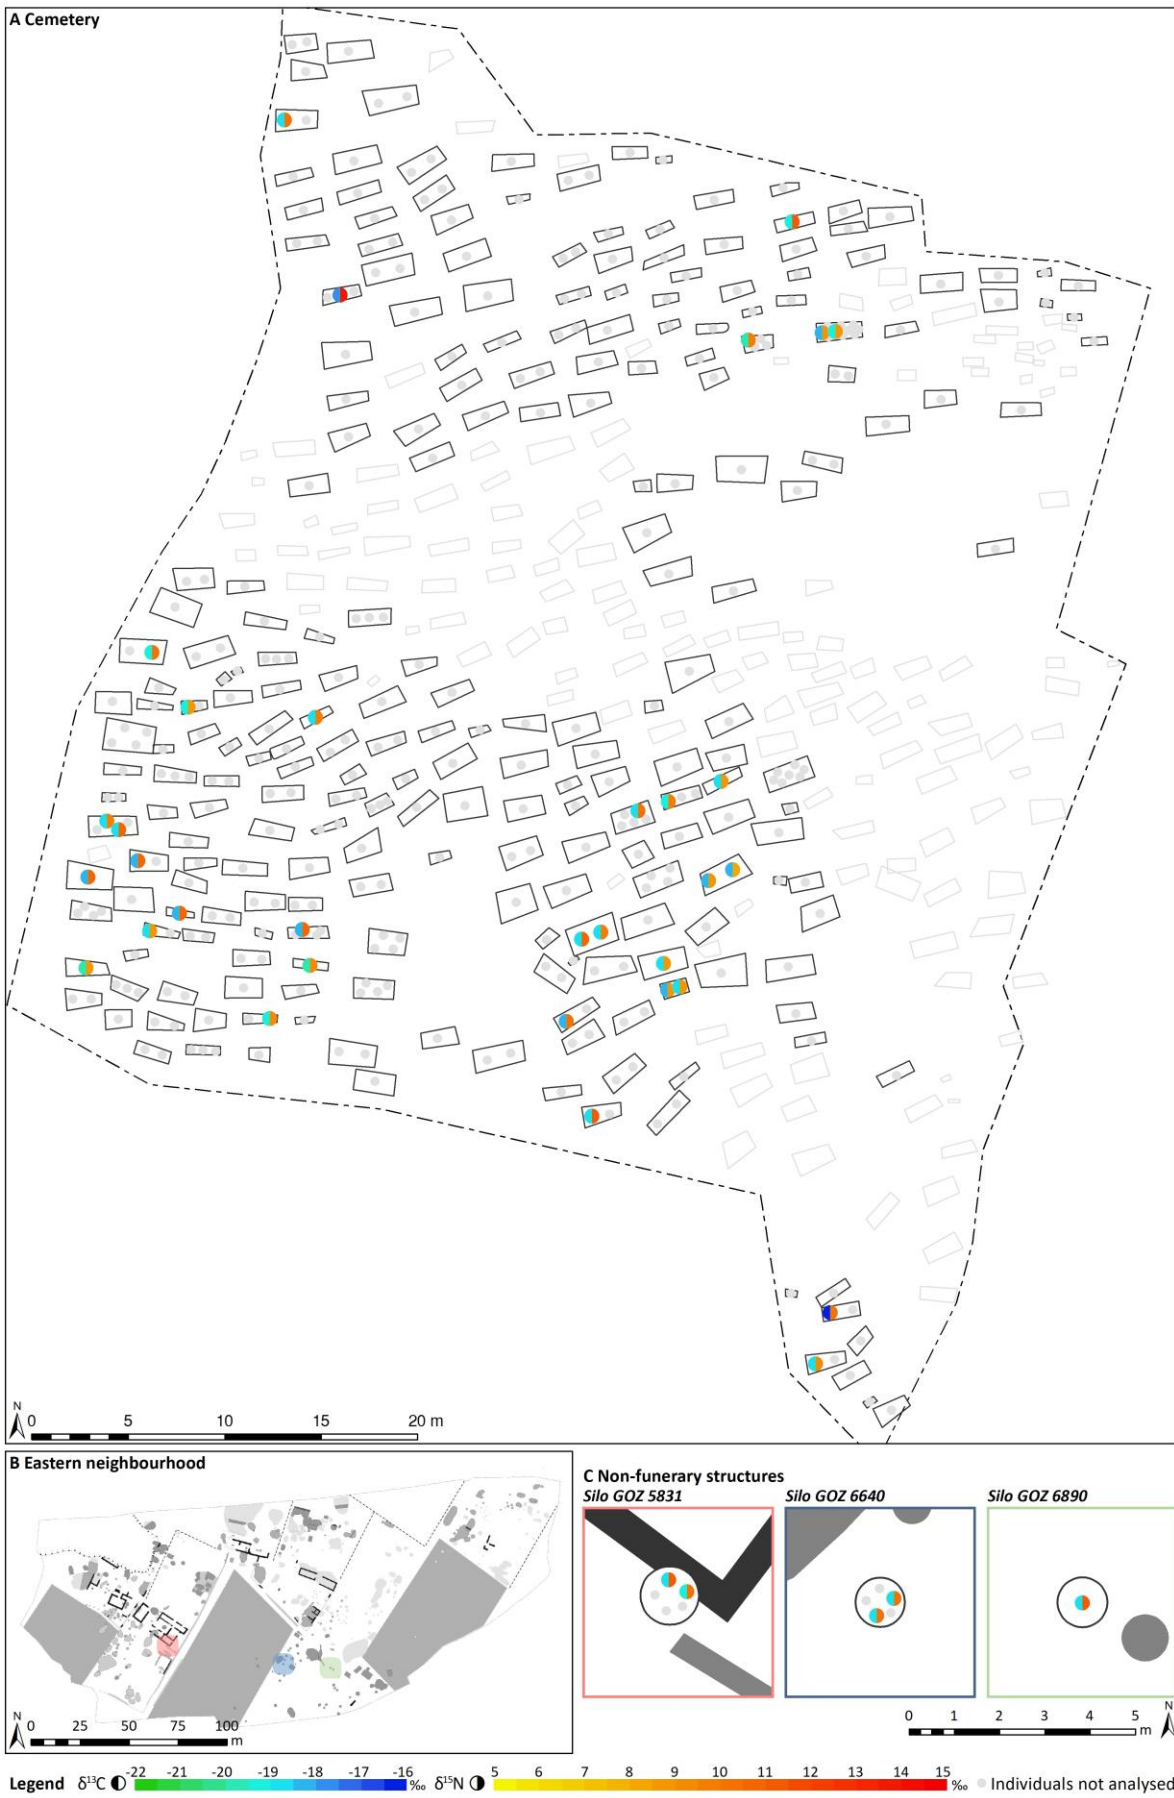 A Cemetery
N
0 5 10 15 20 m
B Eastern neighbourhood
N
0 25 50 75 100
m
C Non-funerary structures
Silo GOZ 5831 Silo GOZ 6640 Silo GOZ 6890
N
0 1 2 3 4 5
m
-22 -21 -20 -19 -18 -17 -16 5 6 7 8 9 10 11 12 13 14 15
Legend δ¹³C ‰ δ¹⁵N ‰ Individuals not analysed